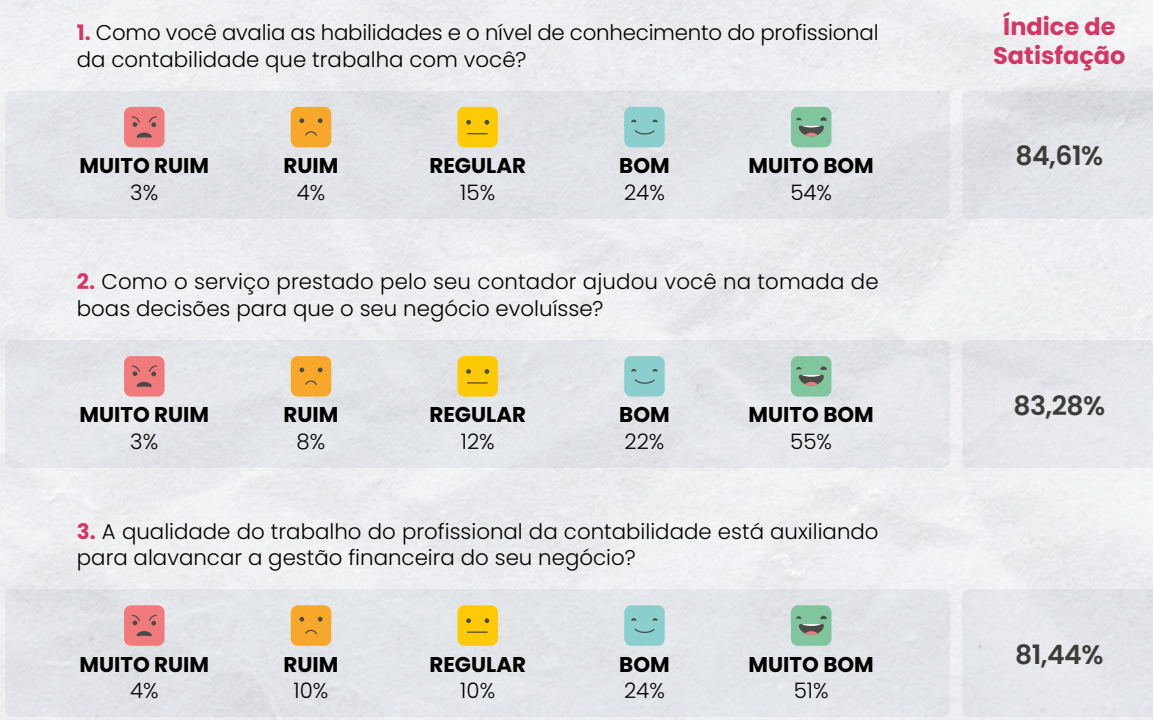 Índice de
Satisfação
1. Como você avalia as habilidades e o nível de conhecimento do profissional
da contabilidade que trabalha com você?
MUITO RUIM RUIM REGULAR BOM MUITO BOM
3% 4% 15% 24% 54%
84,61%
2. Como o serviço prestado pelo seu contador ajudou você na tomada de
boas decisões para que o seu negócio evoluísse?
MUITO RUIM RUIM REGULAR BOM MUITO BOM
3% 8% 12% 22% 55%
83,28%
3. A qualidade do trabalho do profissional da contabilidade está auxiliando
para alavancar a gestão financeira do seu negócio?
MUITO RUIM RUIM REGULAR BOM MUITO BOM
4% 10% 10% 24% 51%
81,44%